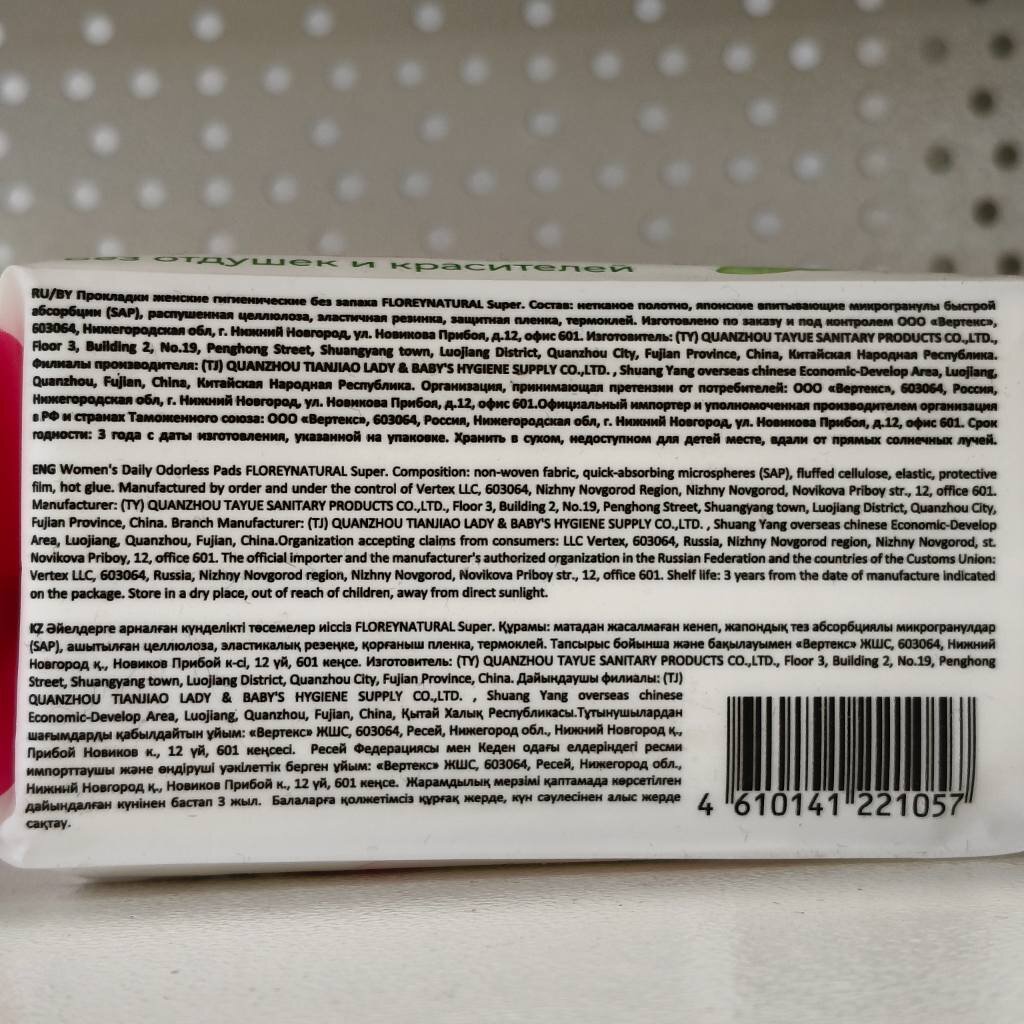 Без отдушек и красителей
RU/BY Прокладки женские гигиенические без запаха FLOREYNATURAL Super. Состав: нетканое полотно, японские впитывающие микрогранулы быстрой
абсорбции (SAP), распушенная целлюлоза, эластичная резинка, защитная пленка, термоклей. Изготовлено по заказу и под контролем ООО «Вертекс»,
603064, Нижегородская обл, г. Нижний Новгород, ул. Новикова Прибоя, д.12, офис 601. Изготовитель: (TY) QUANZHOU TAYUE SANITARY PRODUCTS CO.,LTD.,
Floor 3, Building 2, No.19, Penghong Street, Shuangyang town, Luojiang District, Quanzhou City, Fujian Province, China, Китайская Народная Республика.
Филиалы производителя: (TJ) QUANZHOU TIANJIAO LADY & BABY'S HYGIENE SUPPLY CO.,LTD. , Shuang Yang overseas chinese Economic-Develop Area, Luojiang,
Quanzhou, Fujian, China, Китайская Народная Республика. Организация, принимающая претензии от потребителей: ООО «Вертекс», 603064, Россия,
Нижегородская обл, г. Нижний Новгород, ул. Новикова Прибоя, д.12, офис 601.Официальный импортер и уполномоченная производителем организация
в РФ и странах Таможенного союза: ООО «Вертекс», 603064, Россия, Нижегородская обл, г. Нижний Новгород, ул. Новикова Прибоя, д.12, офис 601. Срок
годности: 3 года с даты изготовления, указанной на упаковке. Хранить в сухом, недоступном для детей месте, вдали от прямых солнечных лучей.
ENG Women's Daily Odorless Pads FLOREYNATURAL Super. Composition: non-woven fabric, quick-absorbing microspheres (SAP), fluffed cellulose, elastic, protective
film, hot glue. Manufactured by order and under the control of Vertex LLC, 603064, Nizhny Novgorod Region, Nizhny Novgorod, Novikova Priboy str., 12, office 601.
Manufacturer: (TY) QUANZHOU TAYUE SANITARY PRODUCTS CO.,LTD., Floor 3, Building 2, No.19, Penghong Street, Shuangyang town, Luojiang District, Quanzhou City,
Fujian Province, China. Branch Manufacturer: (TJ) QUANZHOU TIANJIAO LADY & BABY'S HYGIENE SUPPLY CO.,LTD. , Shuang Yang overseas chinese Economic-Develop
Area, Luojiang, Quanzhou, Fujian, China.Organization accepting claims from consumers: LLC Vertex, 603064, Russia, Nizhny Novgorod region, Nizhny Novgorod, st.
Novikova Priboy, 12, office 601. The official importer and the manufacturer's authorized organization in the Russian Federation and the countries of the Customs Union:
Vertex LLC, 603064, Russia, Nizhny Novgorod region, Nizhny Novgorod, Novikova Priboy str., 12, office 601. Shelf life: 3 years from the date of manufacture indicated
on the package. Store in a dry place, out of reach of children, away from direct sunlight.
KZ Әйелдерге арналған күнделікті төсемелер иіссіз FLOREYNATURAL Super. Құрамы: матадан жасалмаған кенеп, жапондық тез абсорбциялы микрогранулдар
(SAP), ашытылған целлюлоза, эластикалық резеңке, қорғаныш пленка, термоклей. Тапсырыс бойынша және бақылауымен «Вертекс» ЖШС, 603064, Нижний
Новгород қ., Новиков Прибой к-сі, 12 үй, 601 кеңсе. Изготовитель: (TY) QUANZHOU TAYUE SANITARY PRODUCTS CO.,LTD., Floor 3, Building 2, No.19, Penghong
Street, Shuangyang town, Luojiang District, Quanzhou City, Fujian Province, China. Дайындаушы филиалы: (TJ)
QUANZHOU TIANJIAO LADY & BABY'S HYGIENE SUPPLY CO.,LTD. , Shuang Yang overseas chinese
Economic-Develop Area, Luojiang, Quanzhou, Fujian, China, Қытай Халық Республикасы.Тұтынушылардан
шағымдарды қабылдайтын ұйым: «Вертекс» ЖШС, 603064, Ресей, Нижегород обл., Нижний Новгород қ.,
Прибой Новиков к., 12 үй, 601 кеңсесі. Ресей Федерациясы мен Кеден одағы елдеріндегі ресми
импорттаушы және өндіруші уәкілеттік берген ұйым: «Вертекс» ЖШС, 603064, Ресей, Нижегород обл.,
Нижний Новгород қ., Новиков Прибой к., 12 үй, 601 кеңсе. Жарамдылық мерзімі қаптамада көрсетілген
дайындалған күнінен бастап 3 жыл. Балаларға қолжетімсіз құрғақ жерде, күн сәулесінен алыс жерде
сақтау.
4 610141 221057